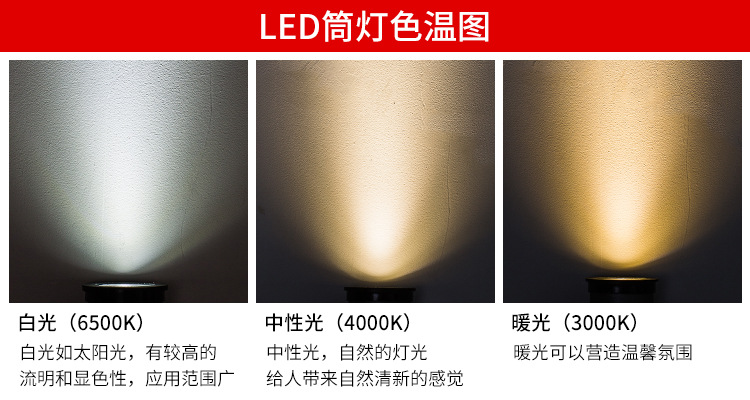 LED筒灯色温图
白光（6500K）
白光如太阳光，有较高的
流明和显色性，应用范围广
中性光（4000K）
中性光，自然的灯光
给人带来自然清新的感觉
暖光（3000K）
暖光可以营造温馨氛围